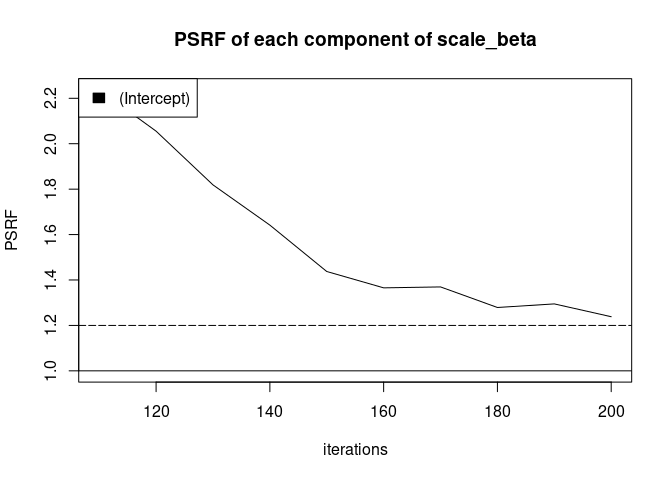 PSRF of each component of scale_beta
(Intercept)
PSRF
2.2
2.0
1.8
1.6
1.4
1.2
1.0
120 140 160 180 200
iterations